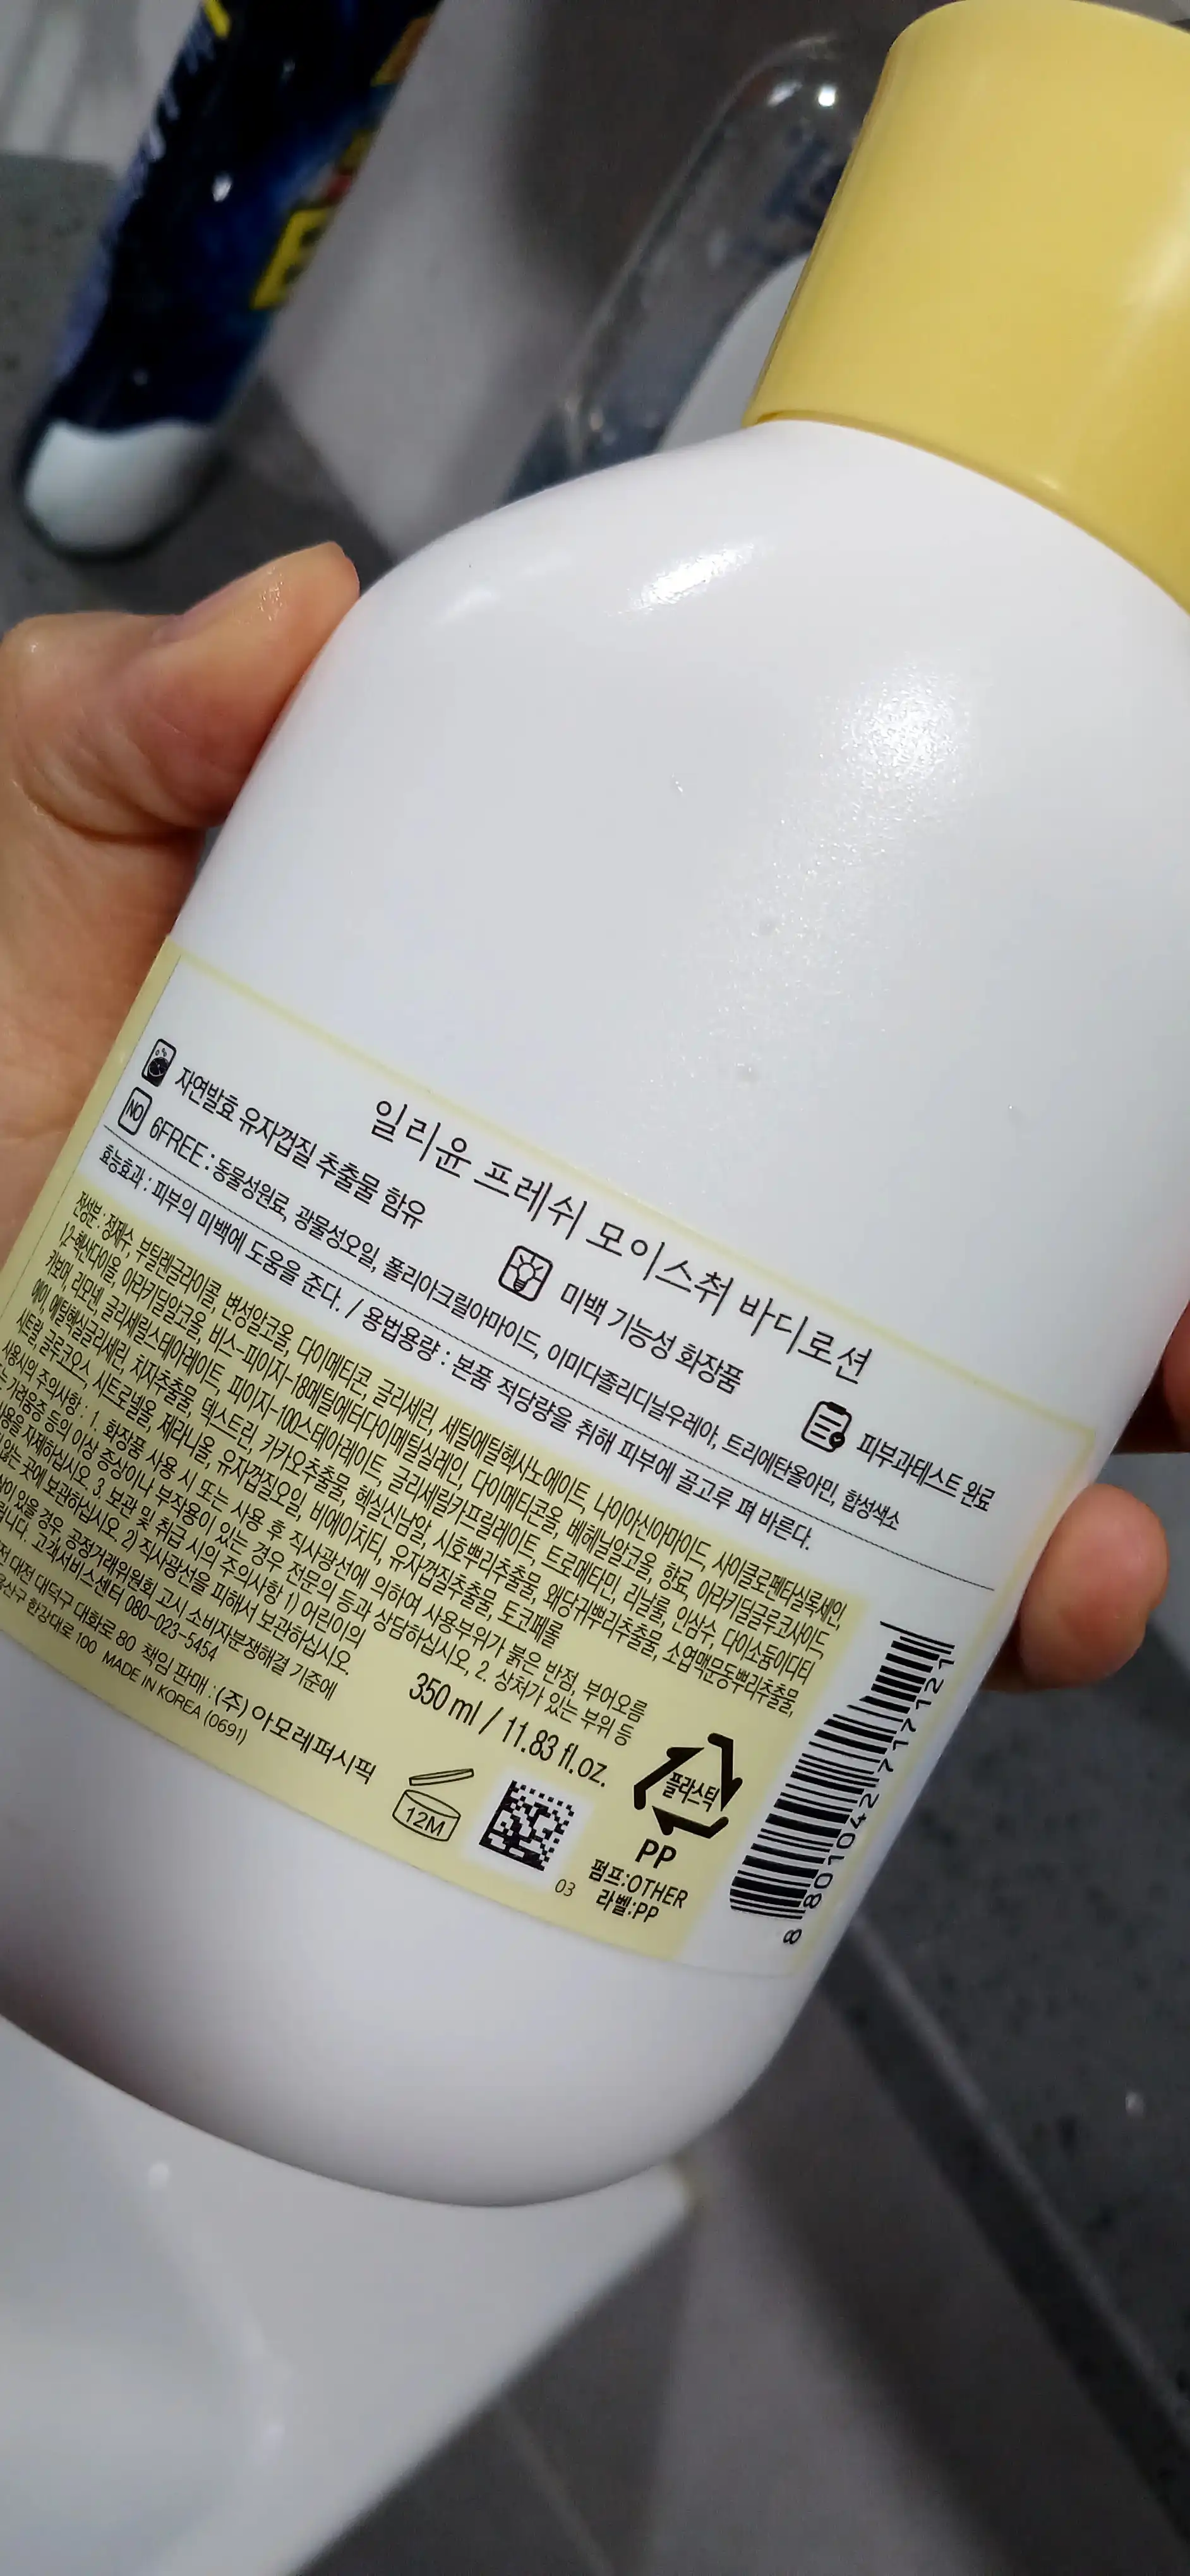 일리윤 프레쉬 모이스춰 바디로션
자연발효 유자껍질 추출물 함유
미백 기능성 화장품
피부과테스트 완료
NO 6FREE : 동물성원료, 광물성오일, 폴리아크릴아마이드, 이미다졸리디닐우레아, 트리에탄올아민, 합성색소
효능효과 : 피부의 미백에 도움을 준다. / 용법용량 : 본품 적당량을 취해 피부에 골고루 펴 바른다.
전성분 : 정제수, 부틸렌글라이콜, 변성알코올, 다이메티콘, 글리세린, 세틸에틸헥사노에이트, 나이아신아마이드, 사이클로펜타실록세인,
1,2-헥산다이올, 아라키딜알코올, 비스-피이지-18메틸에터다이메틸실레인, 다이메티콘올, 베헤닐알코올, 향료, 아라키딜글루코사이드,
카보머, 리모넨, 글리세릴스테아레이트, 피이지-100스테아레이트, 글리세릴카프릴레이트, 트로메타민, 리날룰, 인삼수, 다이소듐이디티
에이, 에틸헥실글리세린, 치자추출물, 덱스트린, 카카오추출물, 헥실신남알, 시호뿌리추출물, 왜당귀뿌리추출물, 소엽맥문동뿌리추출물,
시트랄, 글루코오스, 시트로넬올, 제라니올, 유자껍질오일, 비에이치티, 유자껍질추출물, 토코페롤
사용시의 주의사항 : 1. 화장품 사용 시 또는 사용 후 직사광선에 의하여 사용부위가 붉은 반점, 부어오름
가려움증 등의 이상 증상이나 부작용이 있는 경우 전문의 등과 상담하십시오, 2. 상처가 있는 부위 등
사용을 자제하십시오, 3. 보관 및 취급 시의 주의사항 1) 어린이의
않는 곳에 보관하십시오. 2) 직사광선을 피해서 보관하십시오.
있을 경우, 공정거래위원회 고시 소비자분쟁해결 기준에
고객서비스센터 080-023-5454
대전 대덕구 대화로 80 책임 판매 : (주) 아모레퍼시픽
용산구 한강대로 100 MADE IN KOREA (0691)
350 ml / 11.83 fl.oz.
12M
03
플라스틱
PP
펌프:OTHER
라벨:PP
8 801042 717121